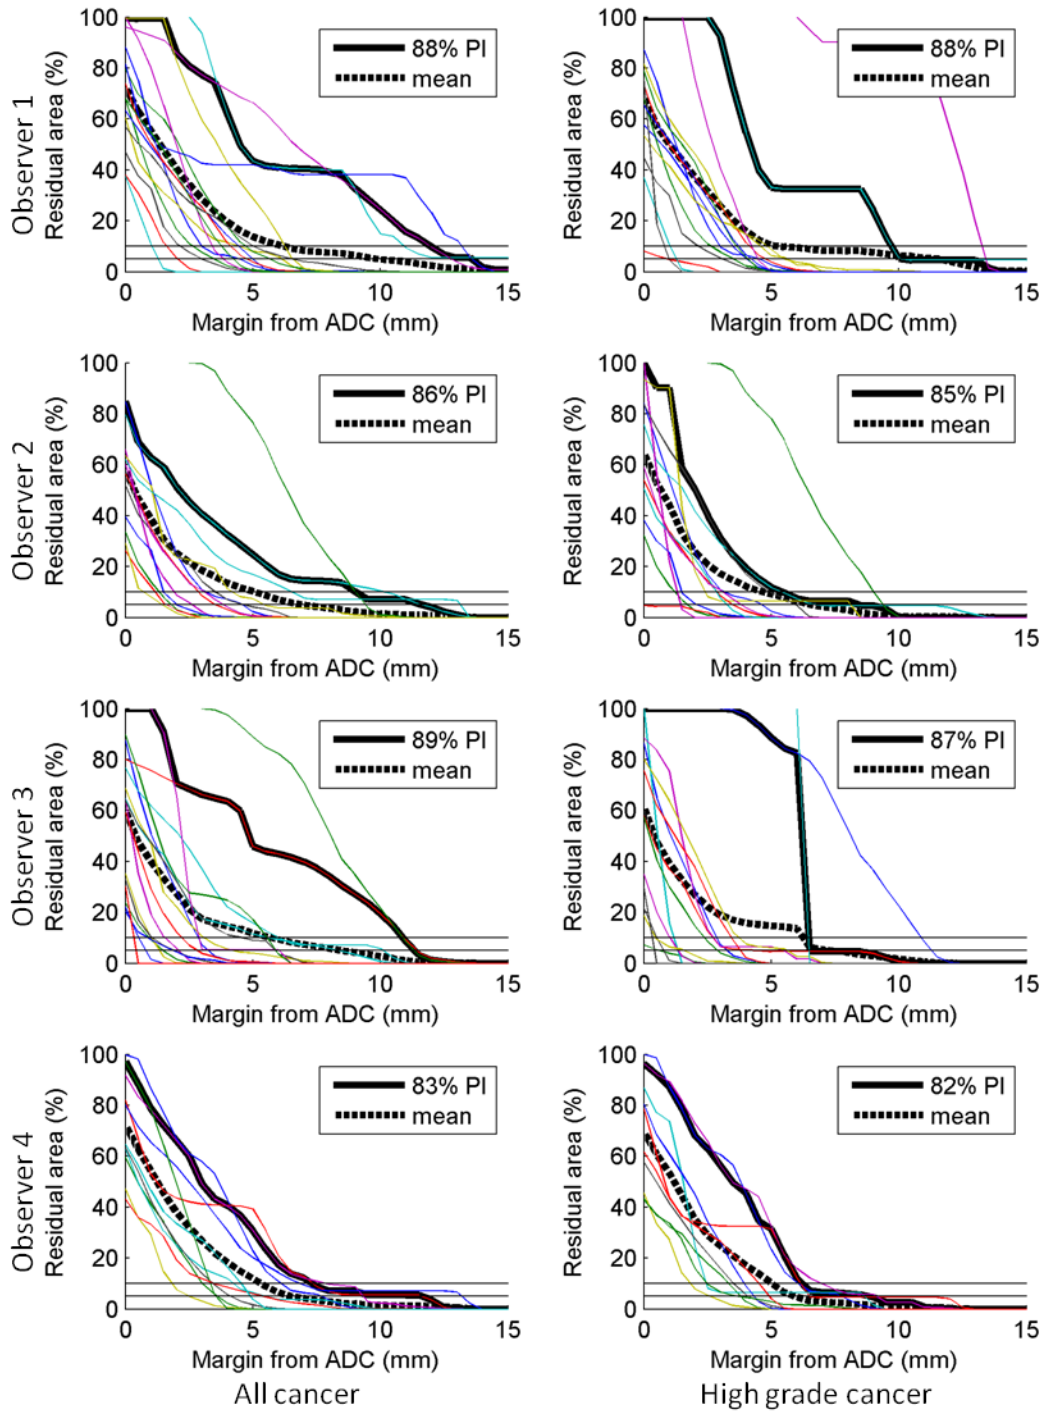 Observer 1
Residual area (%)
100
80
60
40
20
0
0 5 10 15
Margin from ADC (mm)
88% PI
mean
Residual area (%)
100
80
60
40
20
0
0 5 10 15
Margin from ADC (mm)
88% PI
mean
Observer 2
Residual area (%)
100
80
60
40
20
0
0 5 10 15
Margin from ADC (mm)
86% PI
mean
Residual area (%)
100
80
60
40
20
0
0 5 10 15
Margin from ADC (mm)
85% PI
mean
Observer 3
Residual area (%)
100
80
60
40
20
0
0 5 10 15
Margin from ADC (mm)
89% PI
mean
Residual area (%)
100
80
60
40
20
0
0 5 10 15
Margin from ADC (mm)
87% PI
mean
Observer 4
Residual area (%)
100
80
60
40
20
0
0 5 10 15
Margin from ADC (mm)
83% PI
mean
Residual area (%)
100
80
60
40
20
0
0 5 10 15
Margin from ADC (mm)
82% PI
mean
All cancer
High grade cancer